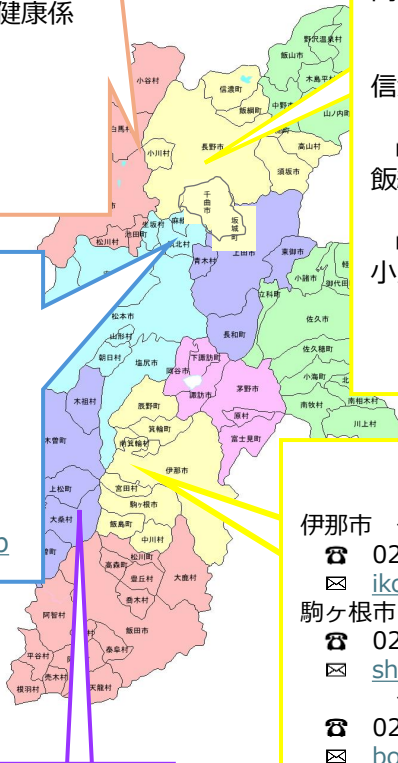 健康係
信
飯
小
野沢温泉村
飯山市
小谷村
信濃町
木島平
飯綱町
中野
山ノ内町
白馬村
長野市
高山村
小川村
須坂市
千曲市
坂城町
生坂村
麻
池田町
松川村
北村
青木村
上田市
東御市
小諸市
御代田
立科町
佐久市
松本市
長和町
山形村
佐久穂町
朝日村
塩尻市
下諏訪町
岡谷市
小海町
北
諏訪市
茅野市
木祖村
辰野町
南牧村
南相木村
原村
川上村
箕輪町
富士見町
木曽町
南箕輪村
伊那市
上松町
宮田村
駒ヶ根市
大桑村
飯島町
中川村
松川町
高森町
豊丘村
大鹿村
喬木村
阿智村
飯田市
泰阜村
平谷村
売木村
根羽村
天龍村
伊那市
☎ 02
✉ iko
駒ヶ根市
☎ 02
✉ sh
☎ 02
✉ bo